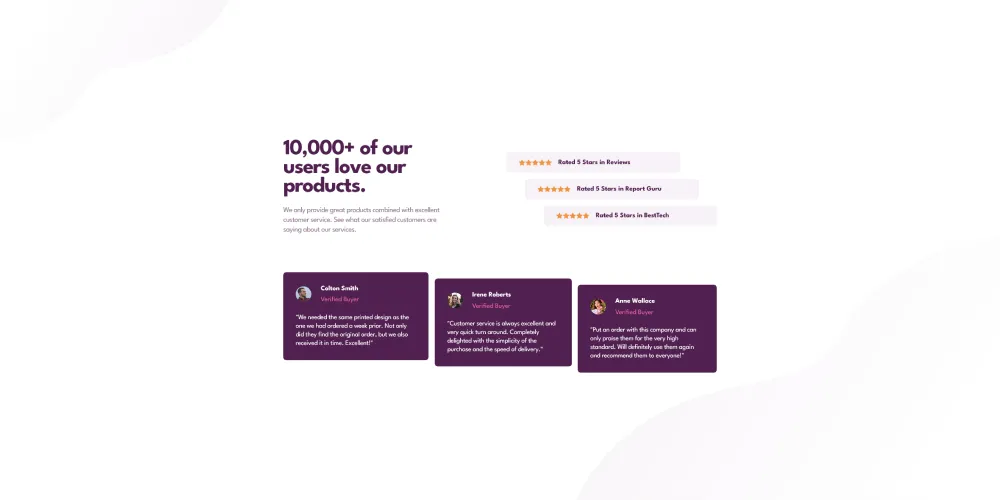 10,000+ of our
users love our
products.
We only provide great products combined with excellent
customer service. See what our satisfied customers are
saying about our services.
Rated 5 Stars in Reviews
Rated 5 Stars in Report Guru
Rated 5 Stars in BestTech
Colton Smith
Verified Buyer
"We needed the same printed design as the
one we had ordered a week prior. Not only
did they find the original order, but we also
received it in time. Excellent!"
Irene Roberts
Verified Buyer
"Customer service is always excellent and
very quick turn around. Completely
delighted with the simplicity of the
purchase and the speed of delivery."
Anne Wallace
Verified Buyer
"Put an order with this company and can
only praise them for the very high
standard. Will definitely use them again
and recommend them to everyone!"